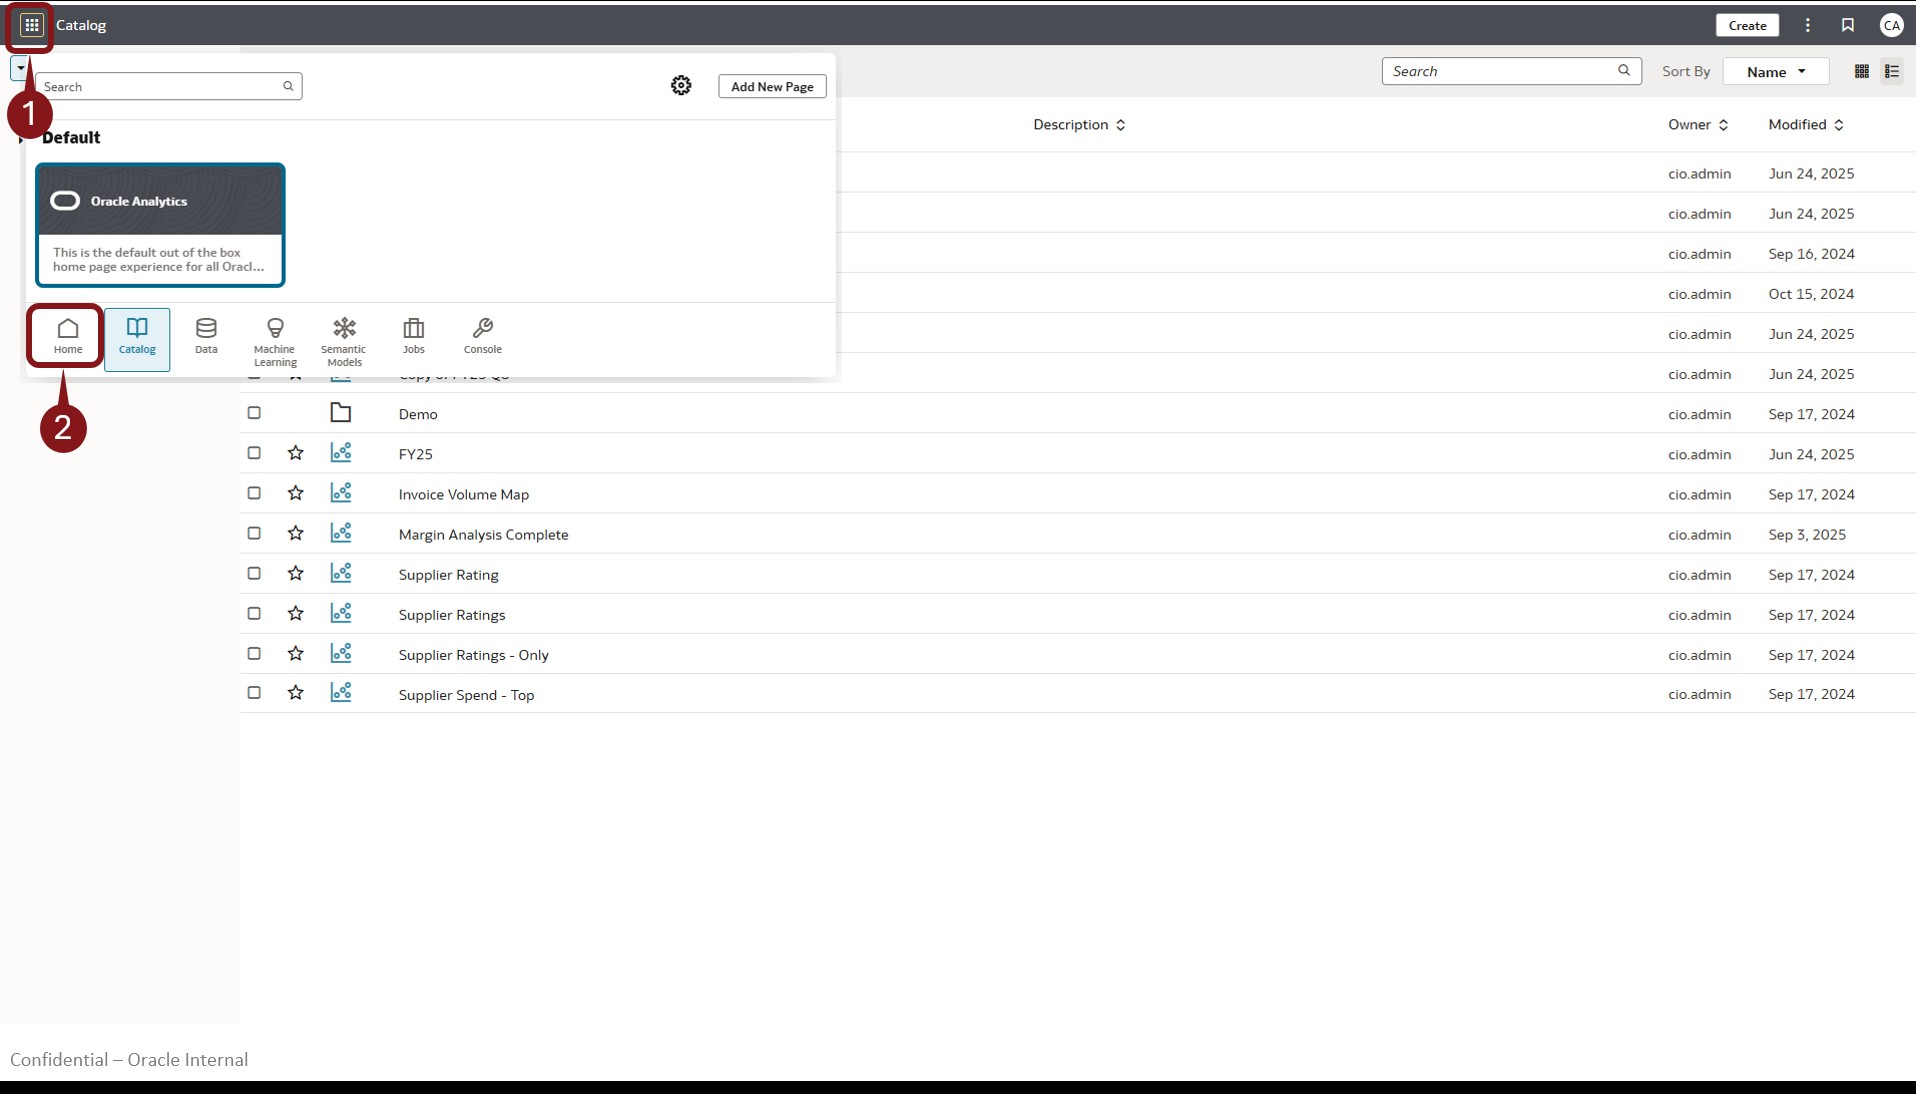 Catalog
Create
CA
Search
Add New Page
Search
Sort By
Name
1
Default
Description
Owner
Modified
Oracle Analytics
This is the default out of the box
home page experience for all Oracl...
cio.admin Jun 24, 2025
cio.admin Jun 24, 2025
cio.admin Sep 16, 2024
cio.admin Oct 15, 2024
cio.admin Jun 24, 2025
Home
Catalog
Data
Machine
Learning
Semantic
Models
Jobs
Console
cio.admin Jun 24, 2025
2
Demo cio.admin Sep 17, 2024
FY25 cio.admin Jun 24, 2025
Invoice Volume Map cio.admin Sep 17, 2024
Margin Analysis Complete cio.admin Sep 3, 2025
Supplier Rating cio.admin Sep 17, 2024
Supplier Ratings cio.admin Sep 17, 2024
Supplier Ratings - Only cio.admin Sep 17, 2024
Supplier Spend - Top cio.admin Sep 17, 2024
Confidential – Oracle Internal